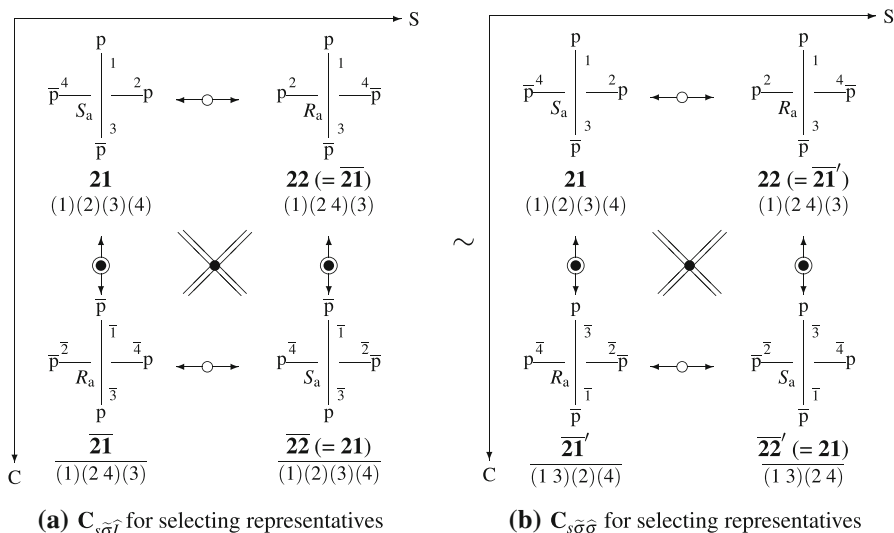 S
p
1
p̄ 4 2 p
Sₐ
3
p̄
21
(1)(2)(3)(4)
p
1
p 2 4 p̄
Rₐ
3
p̄
22 (= 2̅1̅)
(1)(2 4)(3)
p̄
1̄
p̄ 2̄ 4̄ p
Rₐ
3̄
p
2̅1̅
(1)(2 4)(3)
p̄
1̄
p 4̄ 2̄ p̄
Sₐ
3̄
p
2̅2̅ (= 21)
(1)(2)(3)(4)
C
(a) C_{sσ̃Î} for selecting representatives
~
S
p
1
p̄ 4 2 p
Sₐ
3
p̄
21
(1)(2)(3)(4)
p
1
p 2 4 p̄
Rₐ
3
p̄
22 (= 2̅1̅′)
(1)(2 4)(3)
p
3̄
p 4̄ 2̄ p̄
Rₐ
1̄
p̄
2̅1̅′
(1 3)(2)(4)
p
3̄
p̄ 2̄ 4̄ p
Sₐ
1̄
p̄
2̅2̅′ (= 21)
(1 3)(2 4)
C
(b) C_{sσ̃σ̂} for selecting representatives